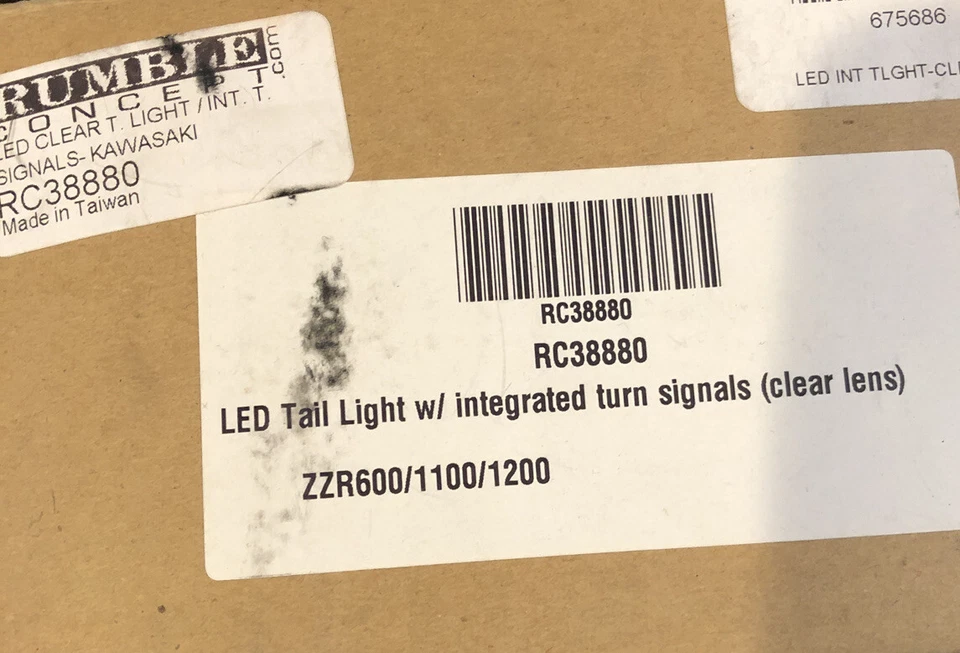 RUMBLE
CONCEPT
.com
LED CLEAR T. LIGHT / INT. T.
SIGNALS- KAWASAKI
RC38880
Made in Taiwan
675686
LED INT TLGHT-CL
RC38880
RC38880
LED Tail Light w/ integrated turn signals (clear lens)
ZZR600/1100/1200